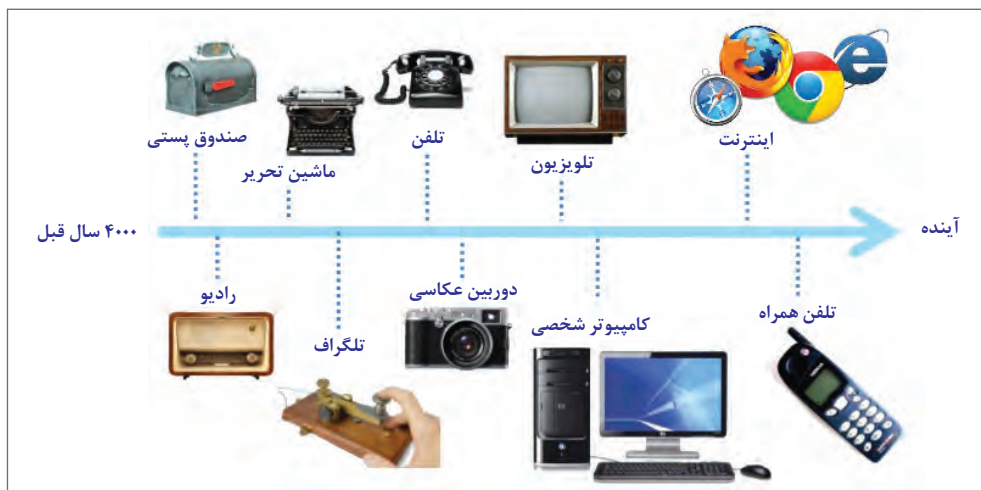 صندوق پستی
ماشین تحریر
تلفن
تلویزیون
اینترنت
۴۰۰۰ سال قبل
آینده
رادیو
تلگراف
دوربین عکاسی
کامپیوتر شخصی
تلفن همراه
NOKIA